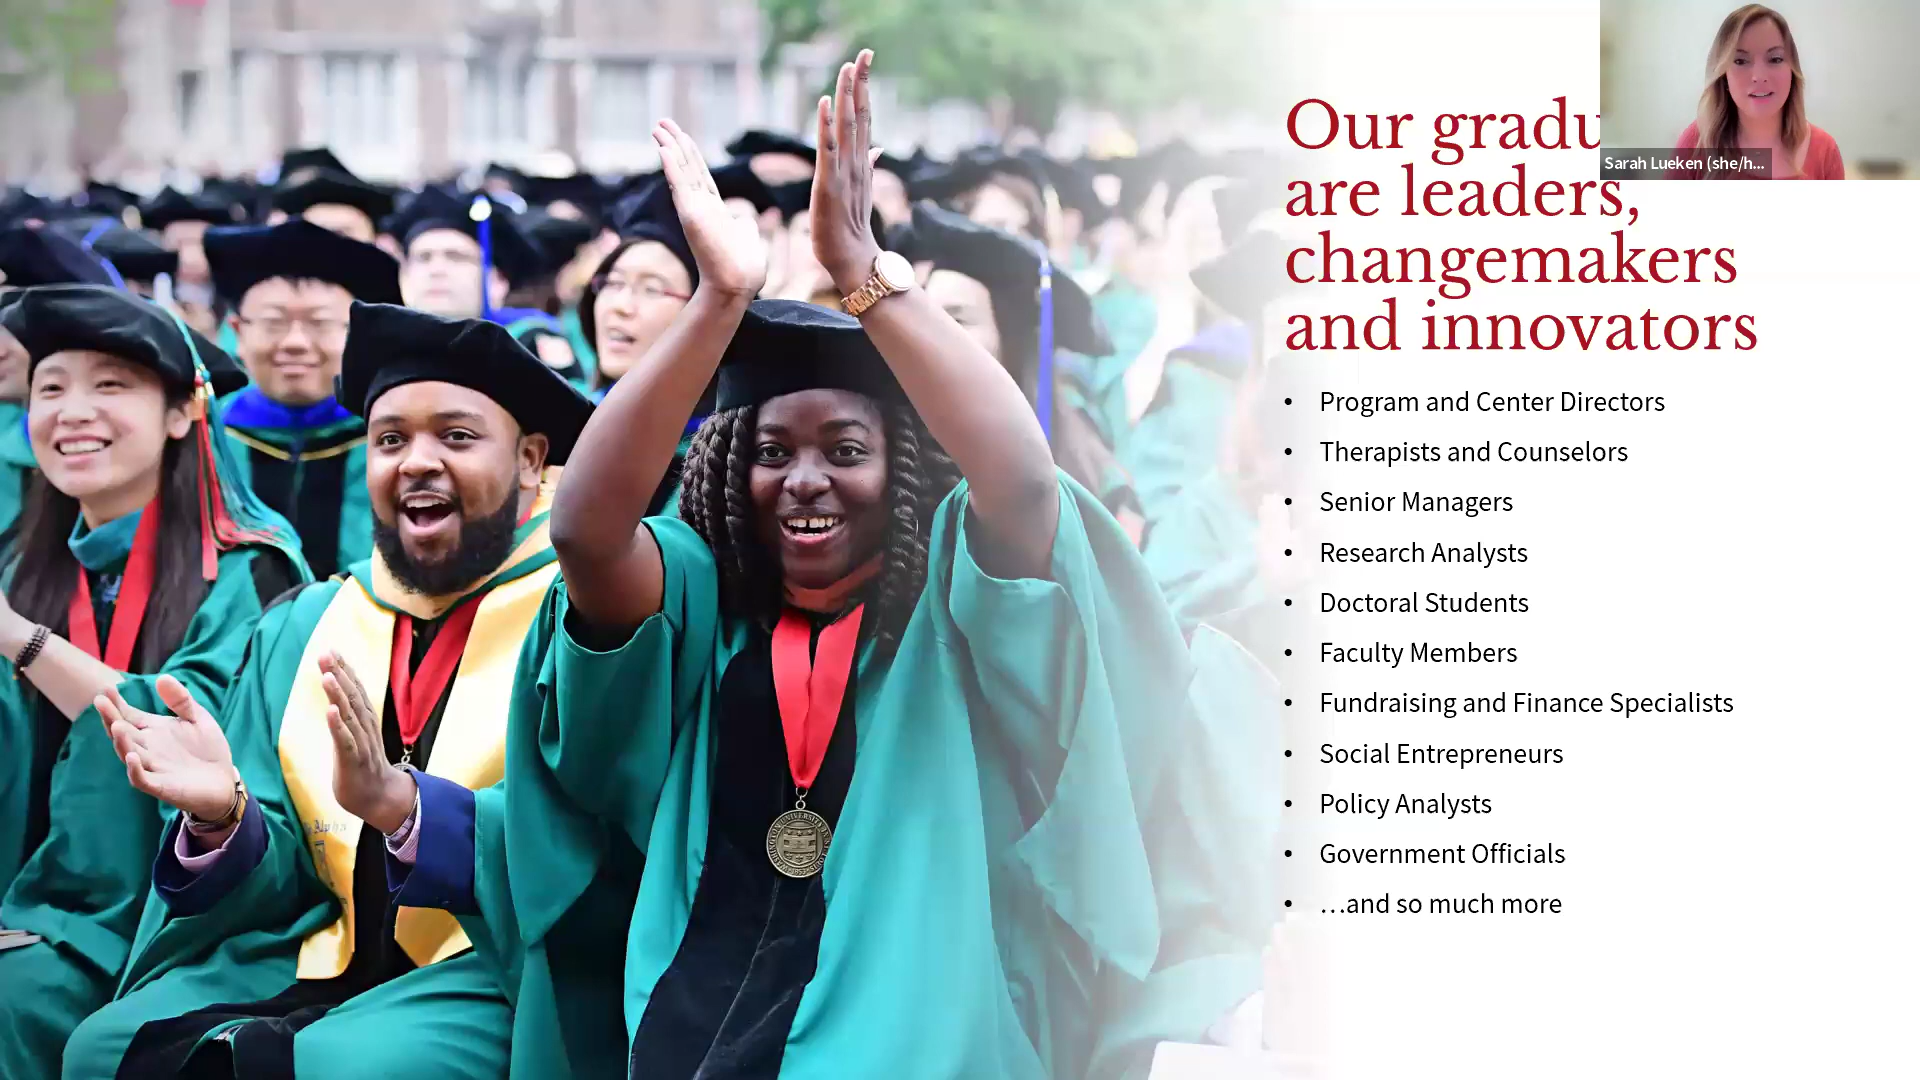 Our gradu
are leaders,
changemakers
and innovators
Sarah Lueken (she/h...
• Program and Center Directors
• Therapists and Counselors
• Senior Managers
• Research Analysts
• Doctoral Students
• Faculty Members
• Fundraising and Finance Specialists
• Social Entrepreneurs
• Policy Analysts
• Government Officials
• …and so much more
Alpha